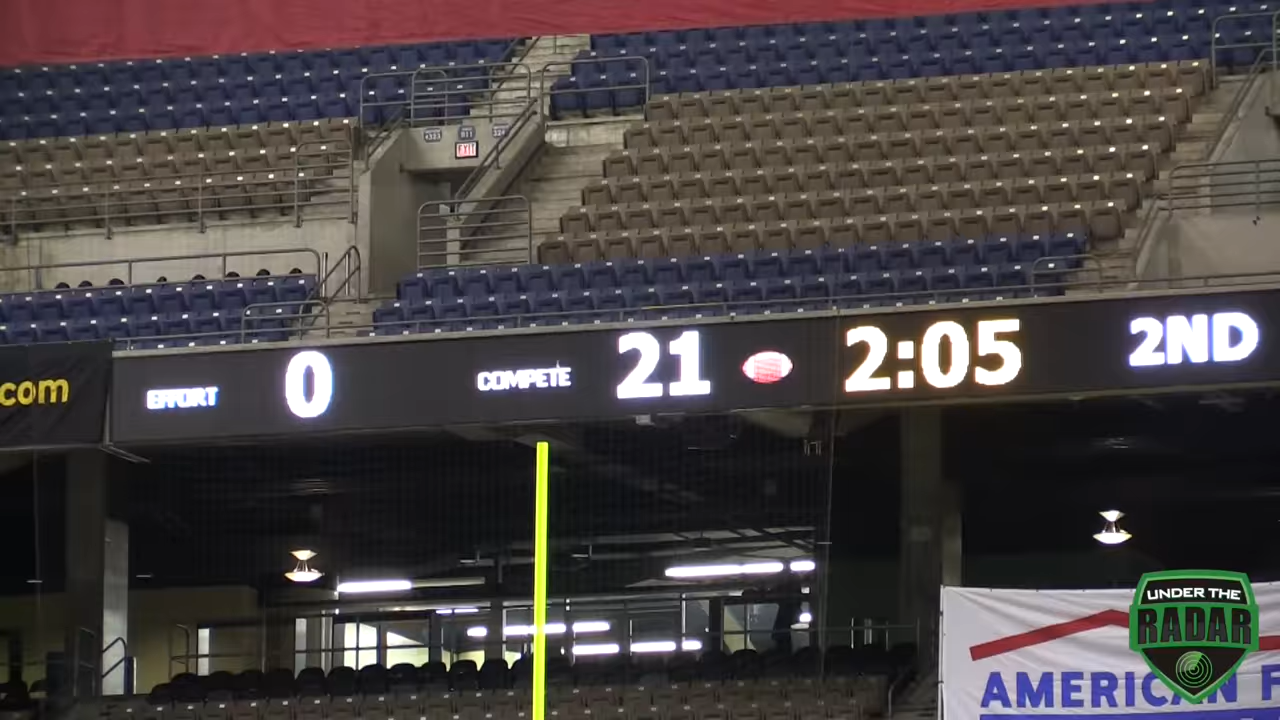 EXIT
.com
EFFORT 0 COMPETE 21 2:05 2ND
UNDER THE
RADAR
AMERICAN F